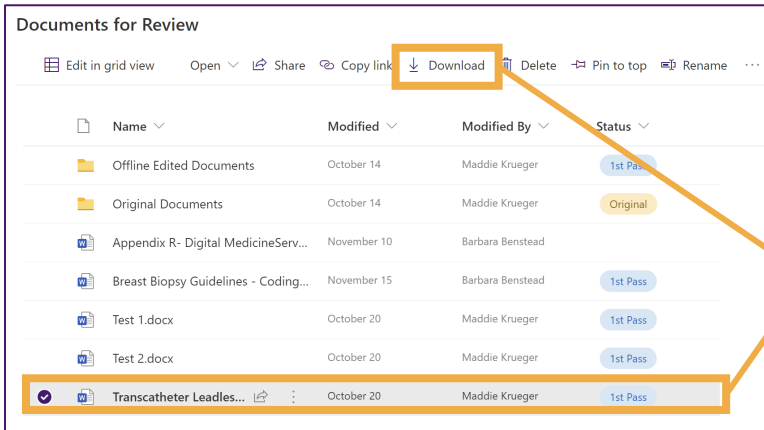 Documents for Review
Edit in grid view Open Share Copy link Download Delete Pin to top Rename ...
Name Modified Modified By Status
Offline Edited Documents October 14 Maddie Krueger 1st Pass
Original Documents October 14 Maddie Krueger Original
Appendix R- Digital MedicineServ... November 10 Barbara Benstead
Breast Biopsy Guidelines - Coding... November 15 Barbara Benstead 1st Pass
Test 1.docx October 20 Maddie Krueger 1st Pass
Test 2.docx October 20 Maddie Krueger 1st Pass
Transcatheter Leadles... October 20 Maddie Krueger 1st Pass